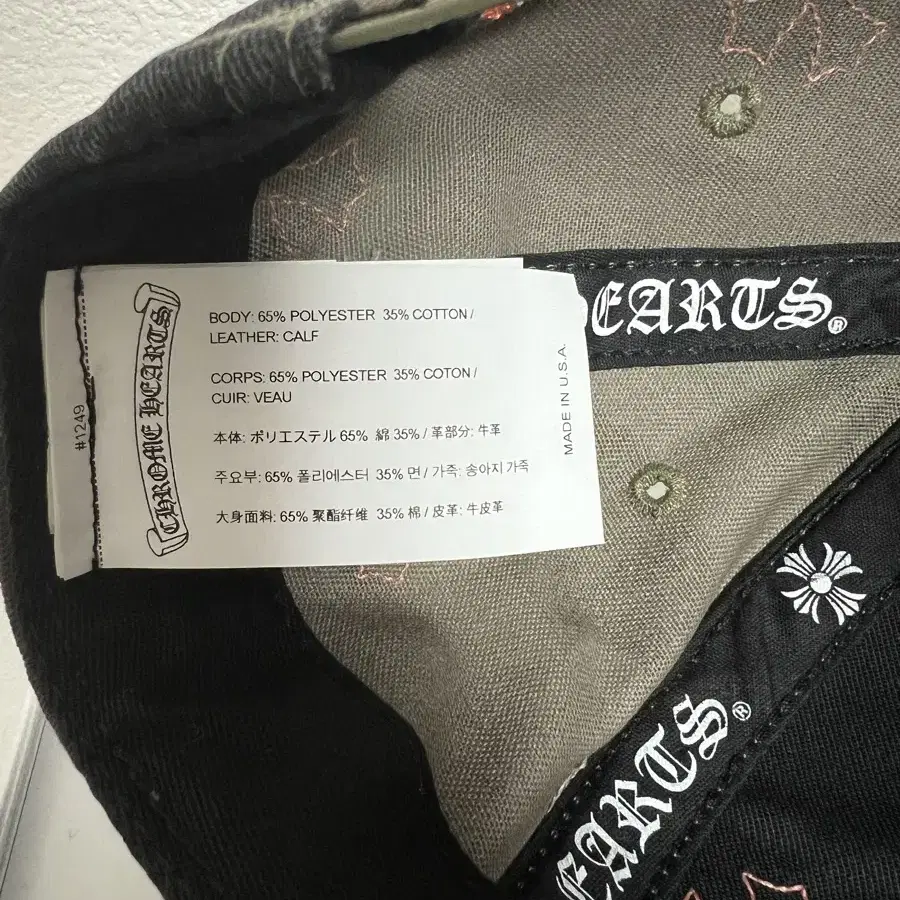 CHROME HEARTS
#1249
BODY: 65% POLYESTER 35% COTTON /
LEATHER: CALF
CORPS: 65% POLYESTER 35% COTON /
CUIR: VEAU
本体: ポリエステル 65% 綿 35% / 革部分: 牛革
주요부: 65% 폴리에스터 35% 면 / 가죽: 송아지 가죽
大身面料: 65% 聚酯纤维 35% 棉 / 皮革: 牛皮革
MADE IN U.S.A.
HEARTS®
EARTS®